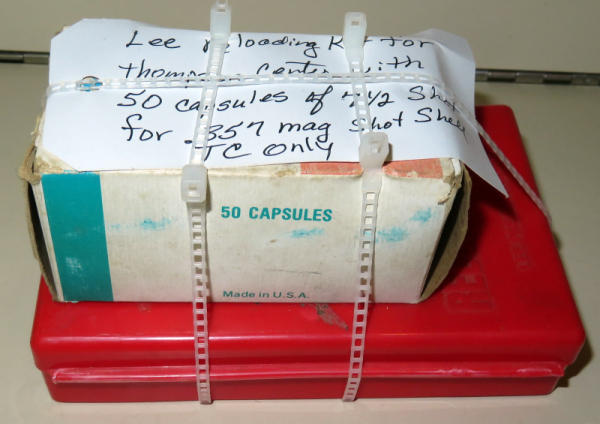 Lee reloading Kit for
Thompson Center with
50 capsules of 7 1/2 Shot
for .357 mag Shot Shell
TC Only
50 CAPSULES
Made in U.S.A.